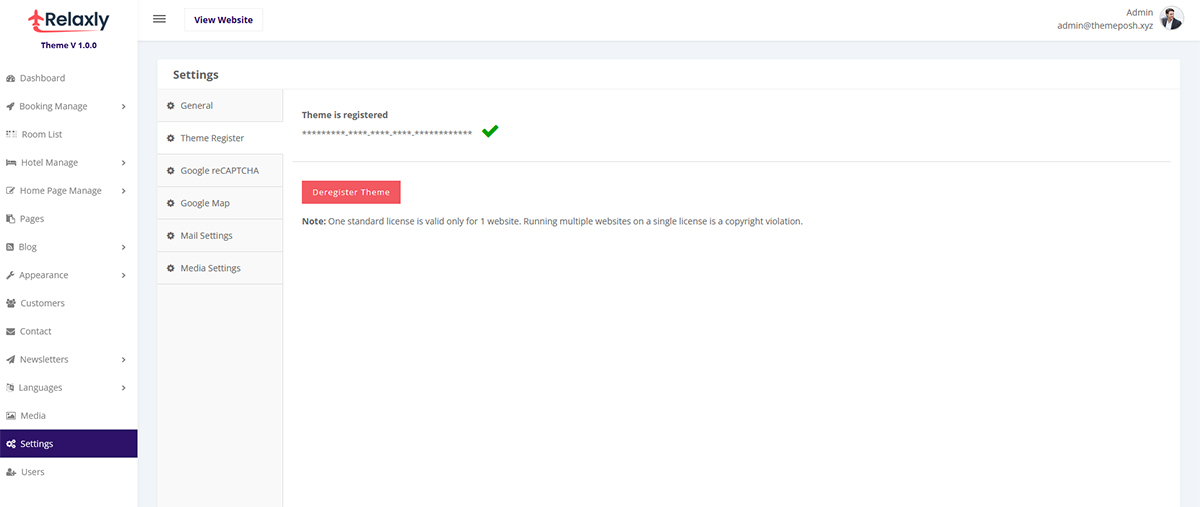 Relaxly
Theme V 1.0.0
View Website
Admin
admin@themeposh.xyz
Dashboard
Booking Manage
Room List
Hotel Manage
Home Page Manage
Pages
Blog
Appearance
Customers
Contact
Newsletters
Languages
Media
Settings
Users
Settings
General
Theme Register
Google reCAPTCHA
Google Map
Mail Settings
Media Settings
Theme is registered
*********-****-****-****-************
Deregister Theme
Note: One standard license is valid only for 1 website. Running multiple websites on a single license is a copyright violation.